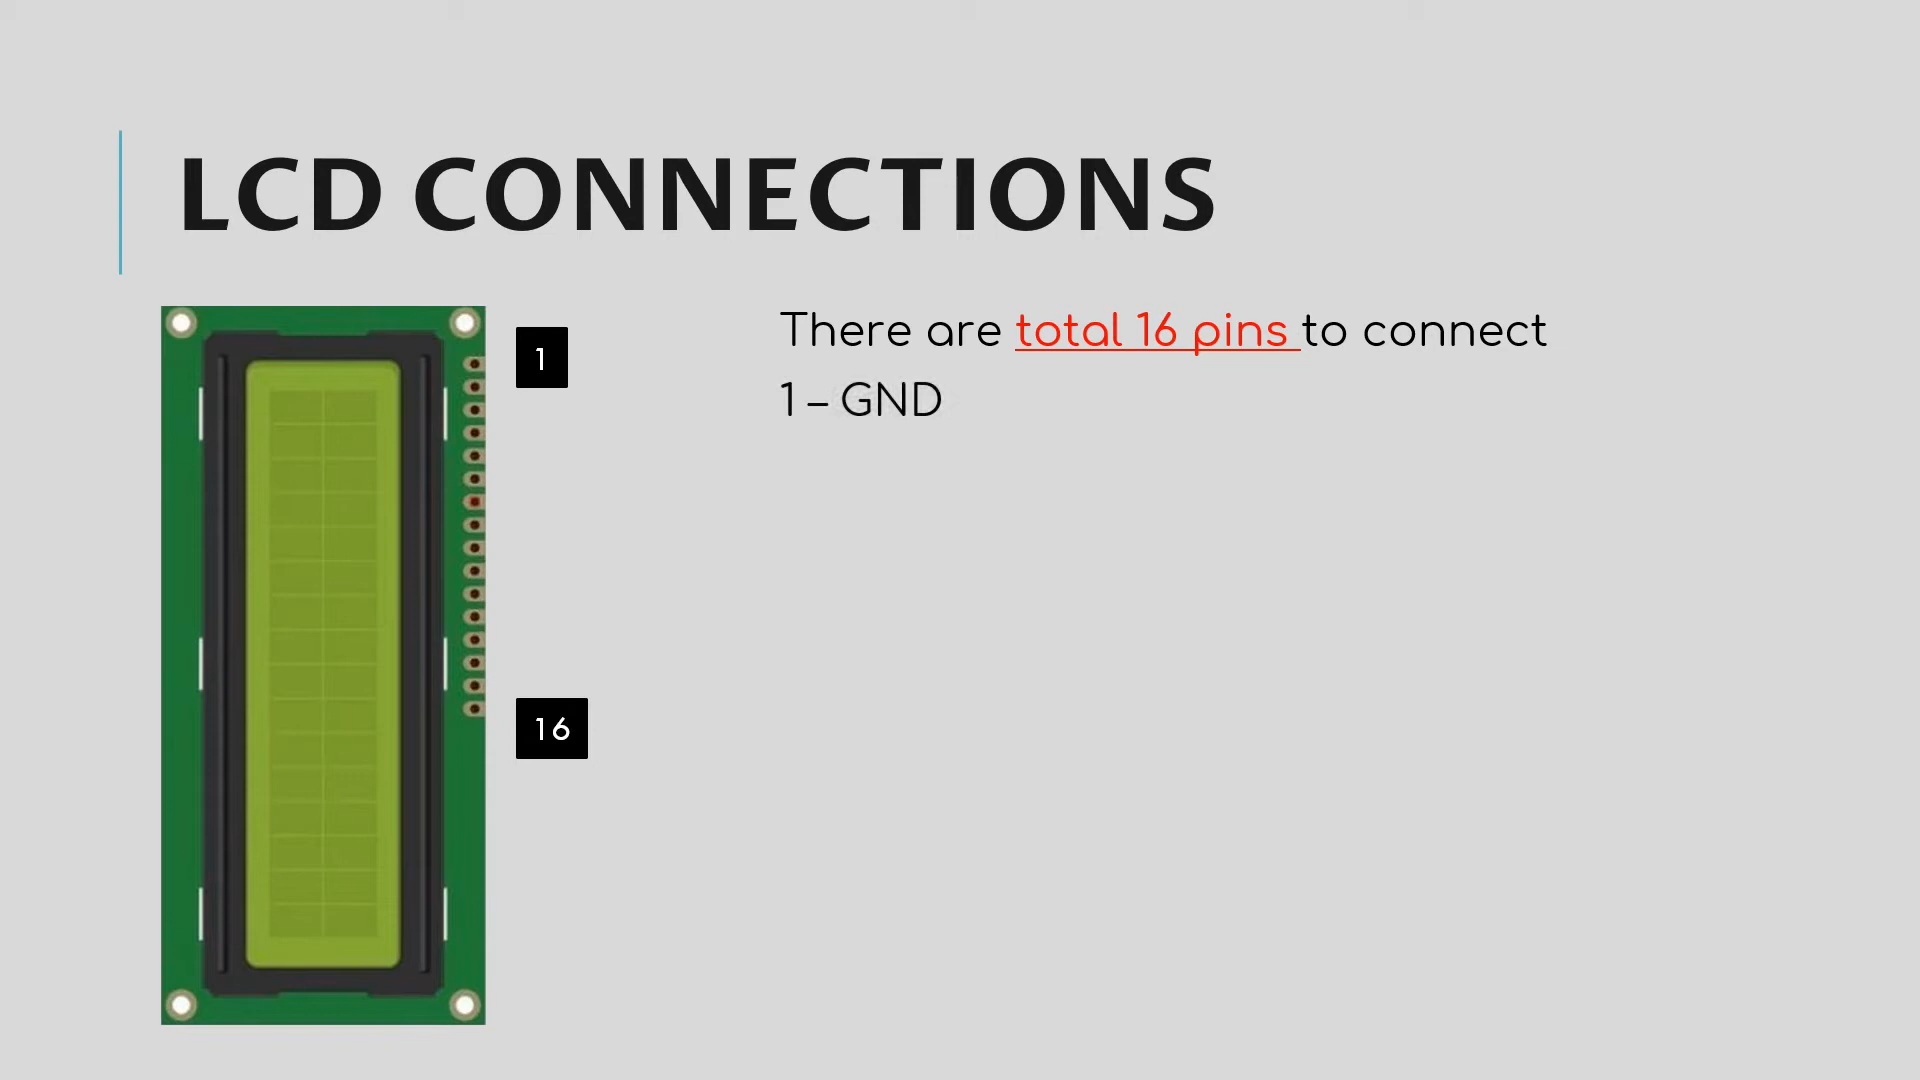 LCD CONNECTIONS
1
There are total 16 pins to connect
1 – GND
16